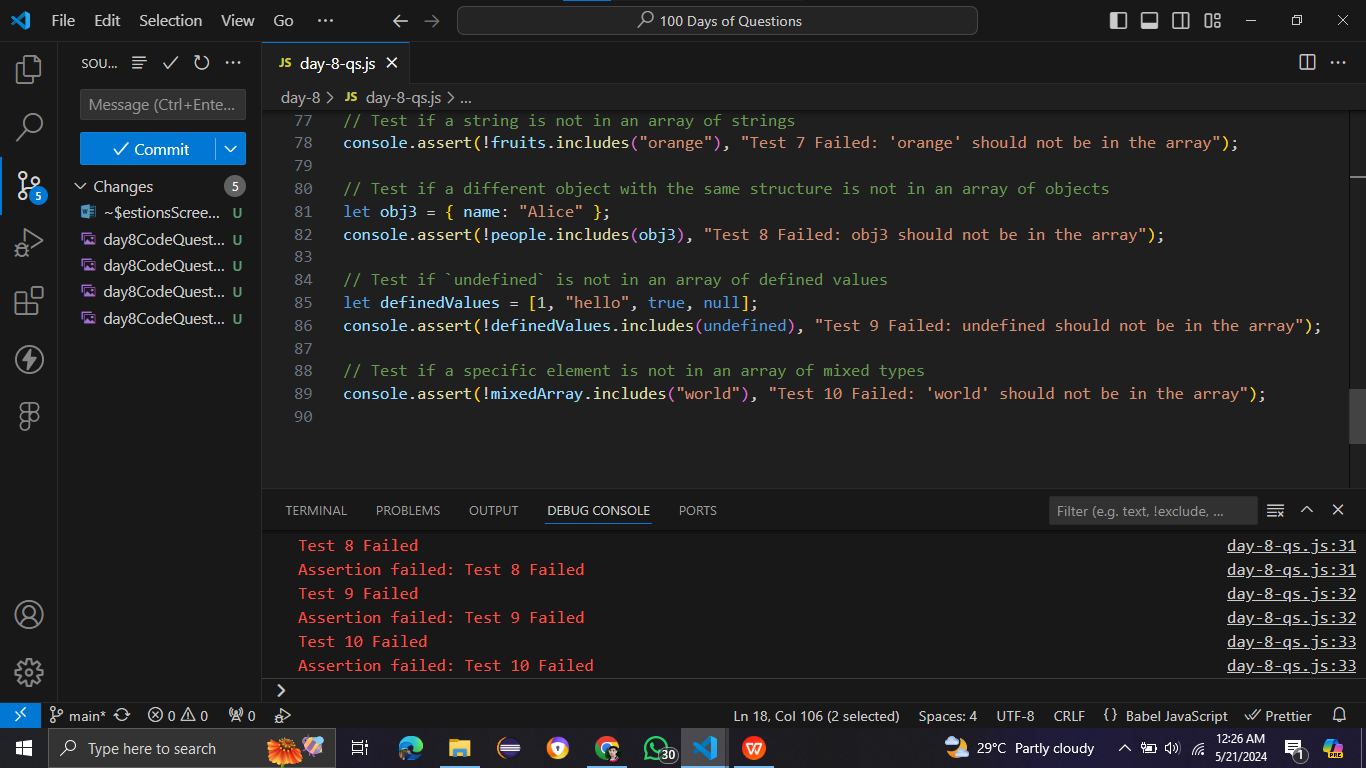 File Edit Selection View Go ··· 100 Days of Questions
SOU... ···
Message (Ctrl+Ente...
Commit
Changes 5
~$estionsScree... U
day8CodeQuest... U
day8CodeQuest... U
day8CodeQuest... U
day8CodeQuest... U
5
JS day-8-qs.js
day-8 > JS day-8-qs.js > ...
77 // Test if a string is not in an array of strings
78 console.assert(!fruits.includes("orange"), "Test 7 Failed: 'orange' should not be in the array");
79
80 // Test if a different object with the same structure is not in an array of objects
81 let obj3 = { name: "Alice" };
82 console.assert(!people.includes(obj3), "Test 8 Failed: obj3 should not be in the array");
83
84 // Test if `undefined` is not in an array of defined values
85 let definedValues = [1, "hello", true, null];
86 console.assert(!definedValues.includes(undefined), "Test 9 Failed: undefined should not be in the array");
87
88 // Test if a specific element is not in an array of mixed types
89 console.assert(!mixedArray.includes("world"), "Test 10 Failed: 'world' should not be in the array");
90
TERMINAL PROBLEMS OUTPUT DEBUG CONSOLE PORTS Filter (e.g. text, !exclude, ...
Test 8 Failed day-8-qs.js:31
Assertion failed: Test 8 Failed day-8-qs.js:31
Test 9 Failed day-8-qs.js:32
Assertion failed: Test 9 Failed day-8-qs.js:32
Test 10 Failed day-8-qs.js:33
Assertion failed: Test 10 Failed day-8-qs.js:33
>
main* 0 0 0 Ln 18, Col 106 (2 selected) Spaces: 4 UTF-8 CRLF {} Babel JavaScript Prettier
Type here to search 30 W 29°C Partly cloudy 12:26 AM 1 PRE
5/21/2024